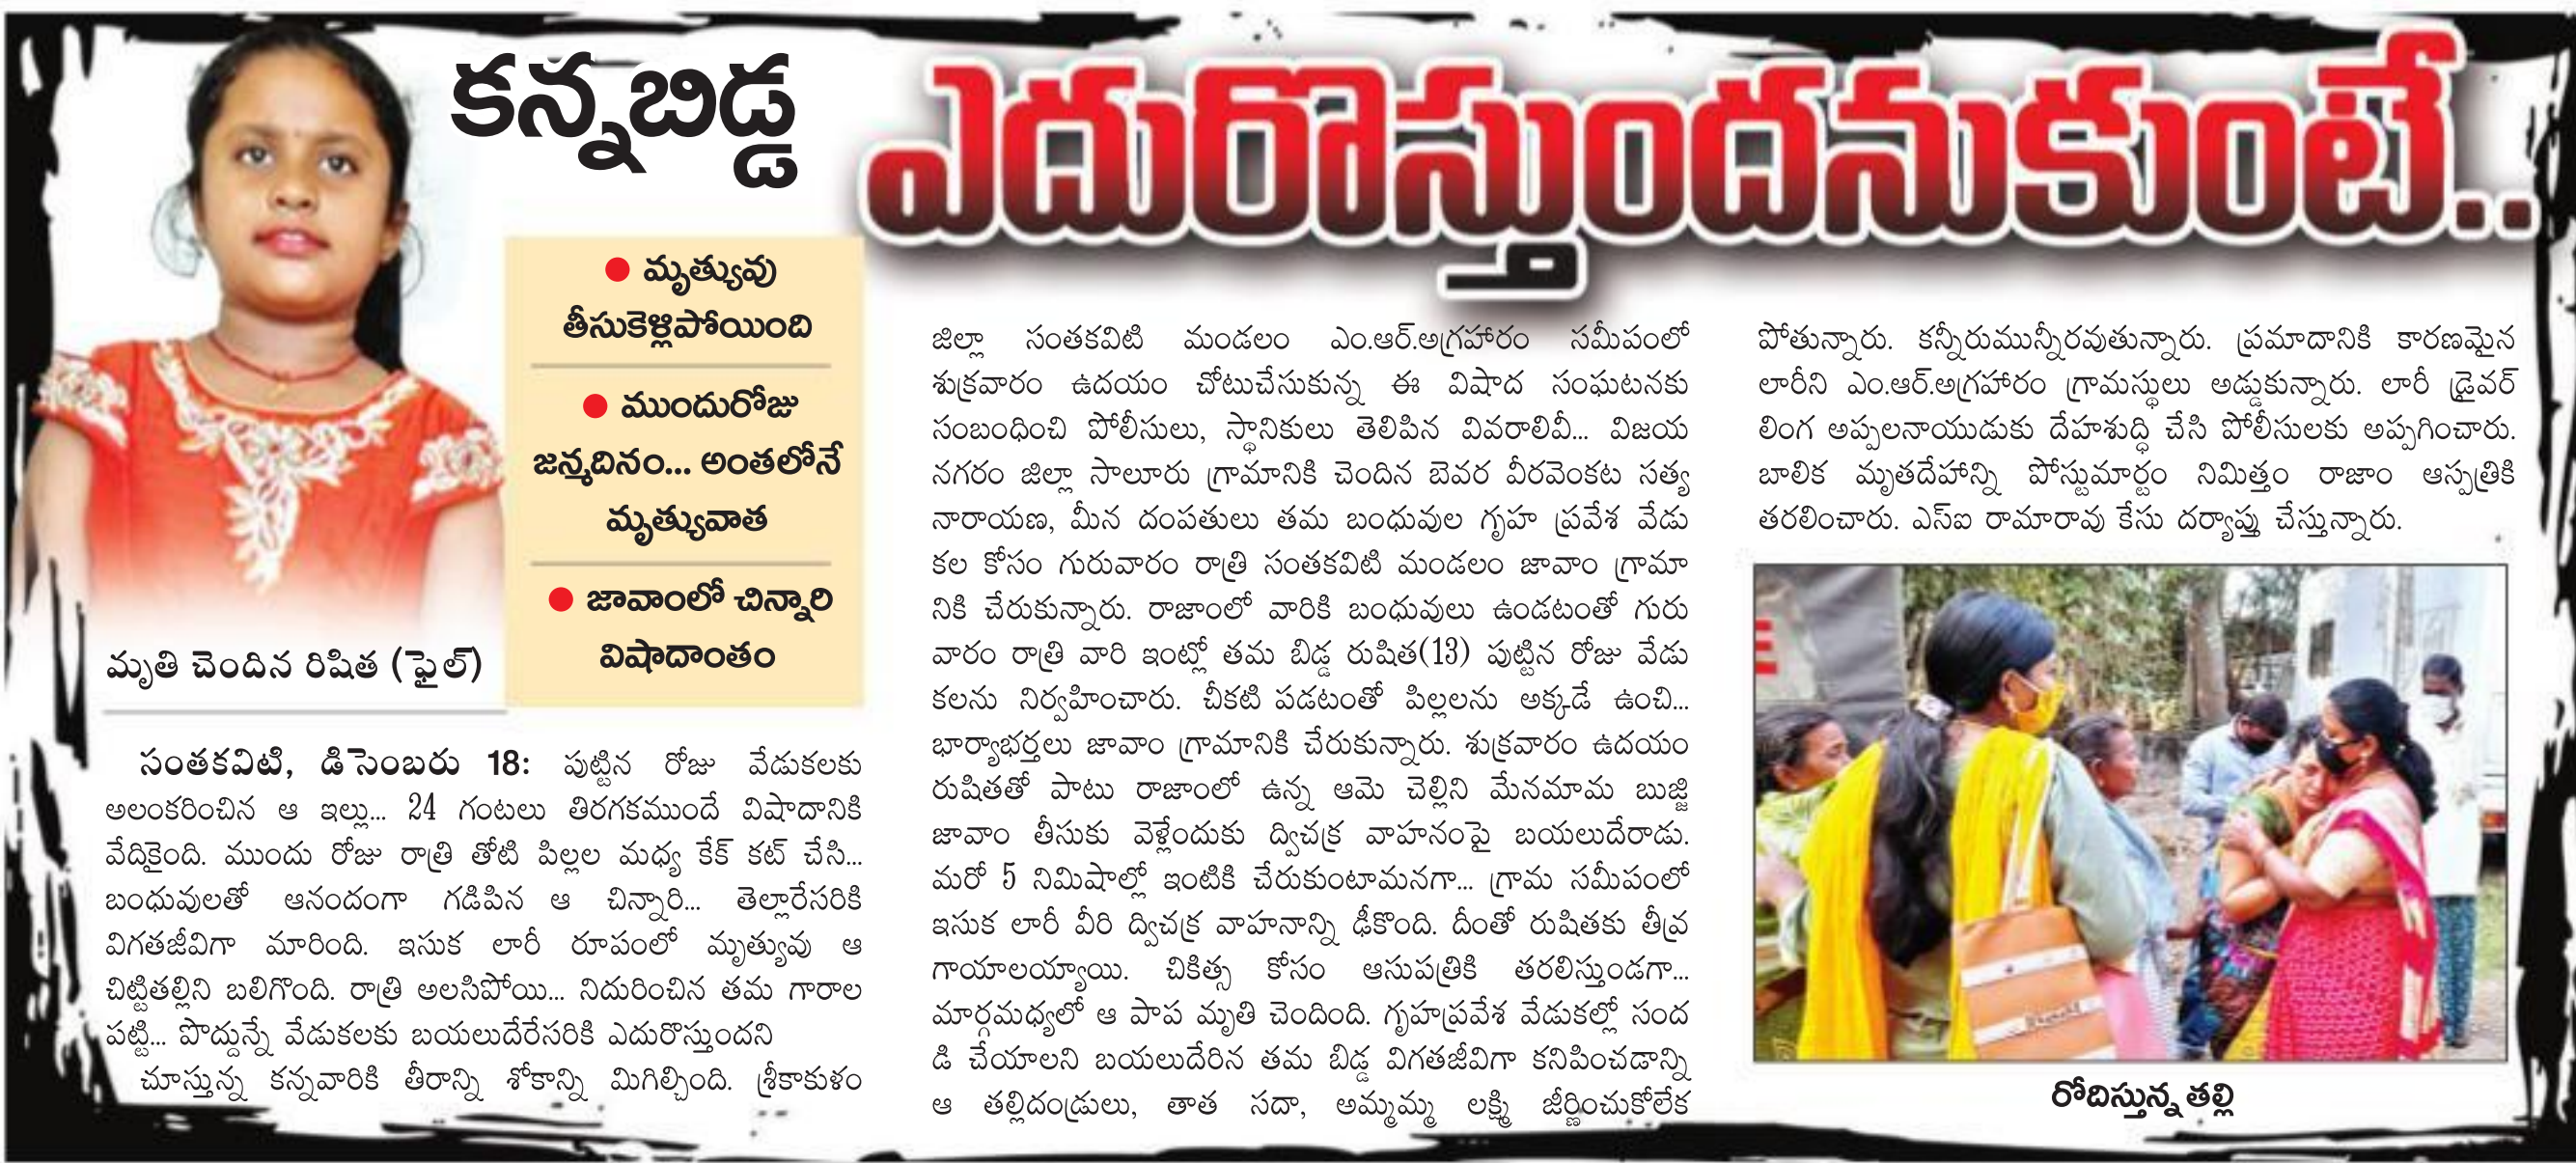 కన్నబిడ్డ ఎదురొస్తుందనుకుంటే..
● మృత్యువు
తీసుకెళ్లిపోయింది
● ముందురోజు
జన్మదినం... అంతలోనే
మృత్యువాత
● జావాంలో చిన్నారి
విషాదాంతం
మృతి చెందిన రిషిత (ఫైల్)
సంతకవిటి, డిసెంబరు 18: పుట్టిన రోజు వేడుకలకు
అలంకరించిన ఆ ఇల్లు... 24 గంటలు తిరగకముందే విషాదానికి
వేదికైంది. ముందు రోజు రాత్రి తోటి పిల్లల మధ్య కేక్ కట్ చేసి...
బంధువులతో ఆనందంగా గడిపిన ఆ చిన్నారి... తెల్లారేసరికి
విగతజీవిగా మారింది. ఇసుక లారీ రూపంలో మృత్యువు ఆ
చిట్టితల్లిని బలిగొంది. రాత్రి అలసిపోయి... నిదురించిన తమ గారాల
పట్టి... పొద్దున్నే వేడుకలకు బయలుదేరేసరికి ఎదురొస్తుందని
చూస్తున్న కన్నవారికి తీరాన్ని శోకాన్ని మిగిల్చింది. శ్రీకాకుళం
జిల్లా సంతకవిటి మండలం ఎం.ఆర్.అగ్రహారం సమీపంలో
శుక్రవారం ఉదయం చోటుచేసుకున్న ఈ విషాద సంఘటనకు
సంబంధించి పోలీసులు, స్థానికులు తెలిపిన వివరాలివీ... విజయ
నగరం జిల్లా సాలూరు గ్రామానికి చెందిన బెవర వీరవెంకట సత్య
నారాయణ, మీన దంపతులు తమ బంధువుల గృహ ప్రవేశ వేడు
కల కోసం గురువారం రాత్రి సంతకవిటి మండలం జావాం గ్రామా
నికి చేరుకున్నారు. రాజాంలో వారికి బంధువులు ఉండటంతో గురు
వారం రాత్రి వారి ఇంట్లో తమ బిడ్డ రుషిత(13) పుట్టిన రోజు వేడు
కలను నిర్వహించారు. చీకటి పడటంతో పిల్లలను అక్కడే ఉంచి...
భార్యాభర్తలు జావాం గ్రామానికి చేరుకున్నారు. శుక్రవారం ఉదయం
రుషితతో పాటు రాజాంలో ఉన్న ఆమె చెల్లిని మేనమామ బుజ్జి
జావాం తీసుకు వెళ్లేందుకు ద్విచక్ర వాహనంపై బయలుదేరాడు.
మరో 5 నిమిషాల్లో ఇంటికి చేరుకుంటామనగా... గ్రామ సమీపంలో
ఇసుక లారీ వీరి ద్విచక్ర వాహనాన్ని ఢీకొంది. దీంతో రుషితకు తీవ్ర
గాయాలయ్యాయి. చికిత్స కోసం ఆసుపత్రికి తరలిస్తుండగా...
మార్గమధ్యలో ఆ పాప మృతి చెందింది. గృహప్రవేశ వేడుకల్లో సంద
డి చేయాలని బయలుదేరిన తమ బిడ్డ విగతజీవిగా కనిపించడాన్ని
ఆ తల్లిదండ్రులు, తాత సదా, అమ్మమ్మ లక్ష్మి జీర్ణించుకోలేక
పోతున్నారు. కన్నీరుమున్నీరవుతున్నారు. ప్రమాదానికి కారణమైన
లారీని ఎం.ఆర్.అగ్రహారం గ్రామస్థులు అడ్డుకున్నారు. లారీ డ్రైవర్
లింగ అప్పలనాయుడుకు దేహశుద్ధి చేసి పోలీసులకు అప్పగించారు.
బాలిక మృతదేహాన్ని పోస్టుమార్టం నిమిత్తం రాజాం ఆస్పత్రికి
తరలించారు. ఎస్ఐ రామారావు కేసు దర్యాప్తు చేస్తున్నారు.
రోదిస్తున్న తల్లి